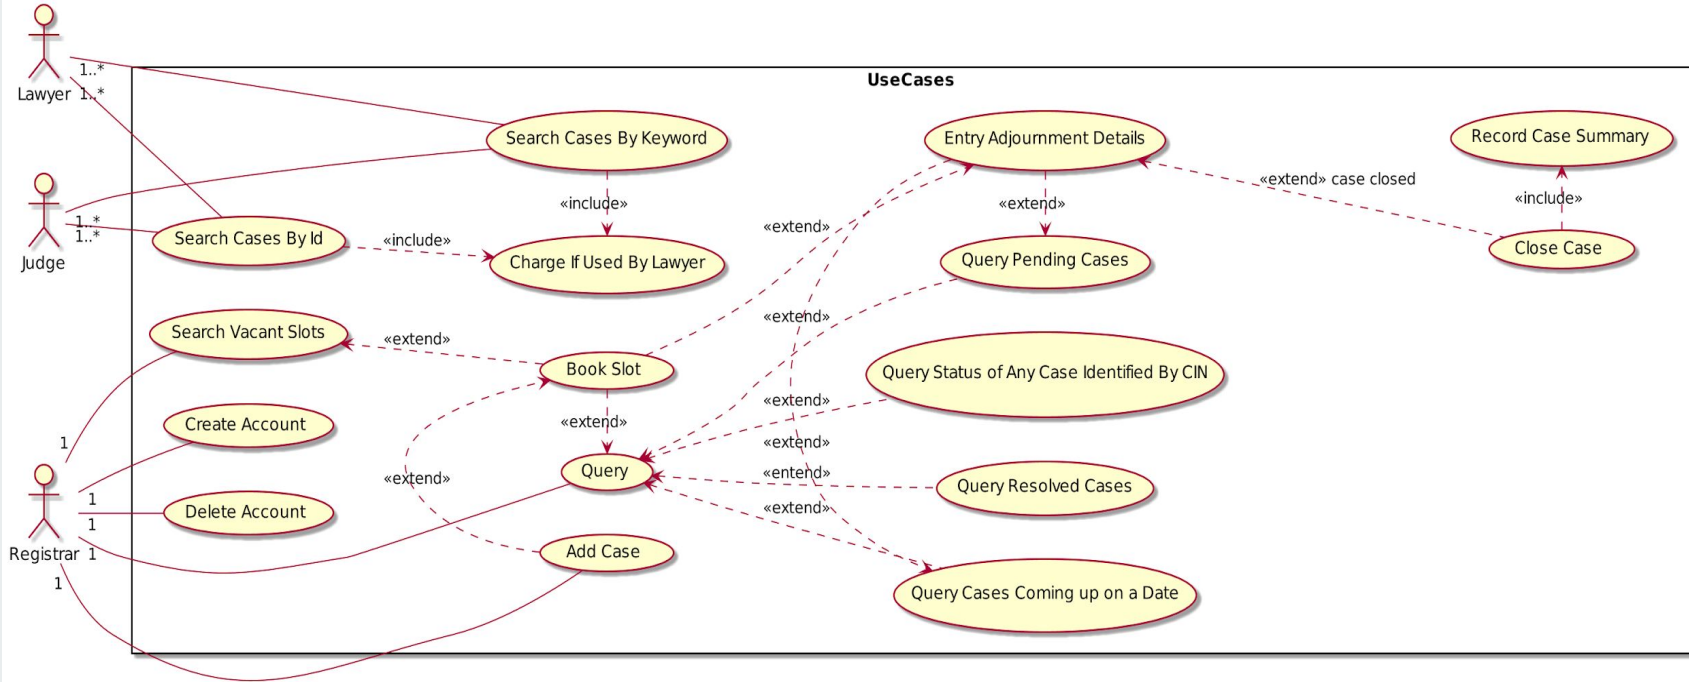 Lawyer
1..*
1..*
UseCases
Search Cases By Keyword
Entry Adjournment Details
Record Case Summary
«include»
«extend»
«extend» case closed
«include»
Judge
1..*
1..*
Search Cases By Id
«include»
Charge If Used By Lawyer
«extend»
Query Pending Cases
Close Case
Search Vacant Slots
«extend»
Book Slot
«extend»
Query Status of Any Case Identified By CIN
«extend»
Create Account
«extend»
«extend»
1
Query
«entend»
Query Resolved Cases
«extend»
Registrar
1
Delete Account
1
«extend»
1
Add Case
1
Query Cases Coming up on a Date